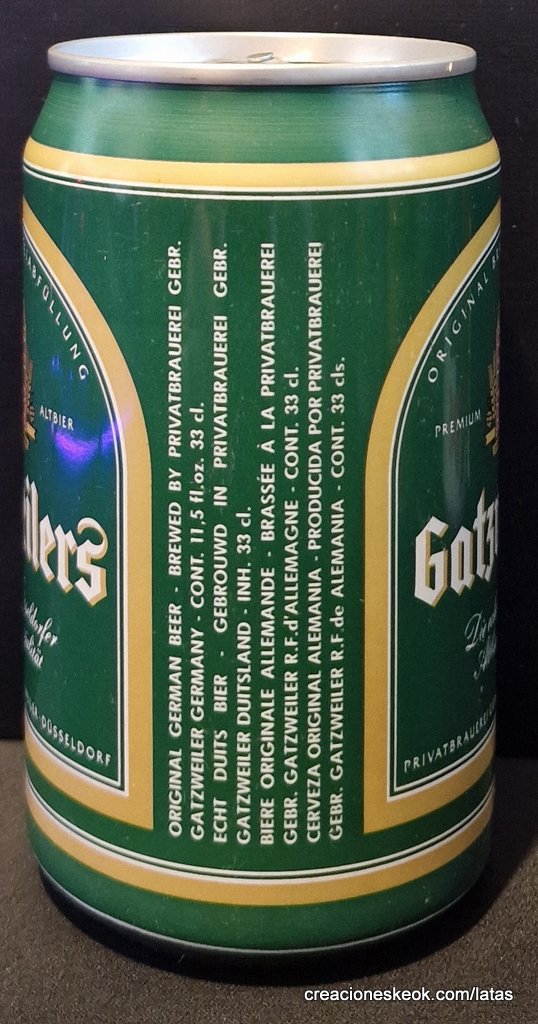 ORIGINAL GERMAN BEER - BREWED BY PRIVATBRAUEREI GEBR.
GATZWEILER GERMANY - CONT. 11,5 fl.oz. 33 cl.
ECHT DUITS BIER - GEBROUWD IN PRIVATBRAUEREI GEBR.
GATZWEILER DUITSLAND - INH. 33 cl.
BIERE ORIGINALE ALLEMANDE - BRASSÉE À LA PRIVATBRAUEREI
GEBR. GATZWEILER R.F.d'ALLEMAGNE - CONT. 33 cl.
CERVEZA ORIGINAL ALEMANIA - PRODUCIDA POR PRIVATBRAUEREI
GEBR. GATZWEILER R.F. de ALEMANIA - CONT. 33 cls.
ALTBIER
DÜSSELDORF
ORIGINAL
PREMIUM
PRIVATBRAUEREI
creacioneskeok.com/latas